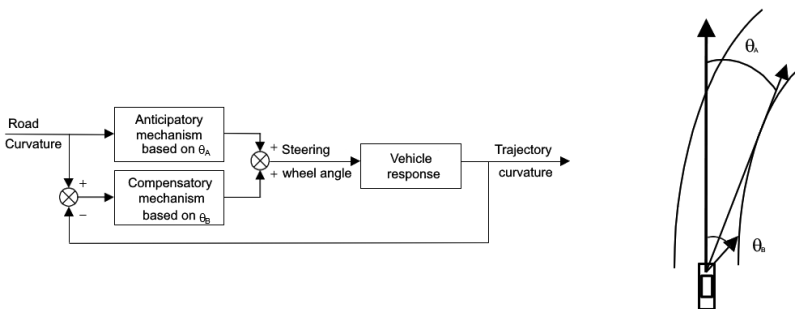 Road
Curvature
Anticipatory
mechanism
based on θA
+
−
Compensatory
mechanism
based on θB
+ Steering
+ wheel angle
Vehicle
response
Trajectory
curvature
θA
θB